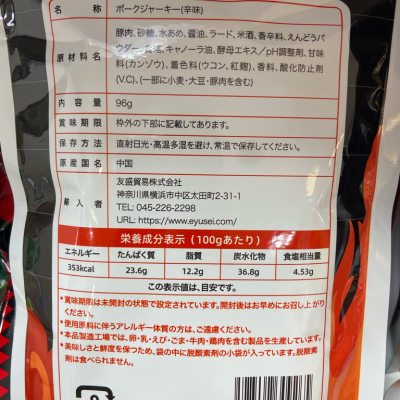 名称 ポークジャーキー(辛味)
原材料名 豚肉、砂糖、水あめ、醤油、ラード、米酒、香辛料、えんどうパ
ウダー、食塩、キャノーラ油、酵母エキス/pH調整剤、甘味
料(カンゾウ)、着色料(ウコン、紅麹)、香料、酸化防止剤
(V.C)、(一部に小麦・大豆・豚肉を含む)
内容量 96g
賞味期限 枠外の下部に記載してあります。
保存方法 直射日光・高温多湿を避け、常温で保存してください。
原産国名 中国
輸入者 友盛貿易株式会社
神奈川県横浜市中区太田町2-31-1
TEL: 045-226-2298
URL: https://www.eyusei.com/
栄養成分表示(100gあたり)
エネルギー たんぱく質 脂質 炭水化物 食塩相当量
353kcal 23.6g 12.2g 36.8g 4.53g
この表示値は、目安です。
*賞味期限は未開封の状態で設定されています。開封後はお早めにお召し上がり
ください。
*使用原料に伴うアレルギー体質の方は、ご遠慮ください。
*本品製造工場では、卵・乳・えび・ごま・牛肉・鶏肉を含む製品を生産しています。
*美味しさと鮮度を保つため、袋の中に脱酸素剤の小袋が入っています。脱酸素
剤は食べられません。